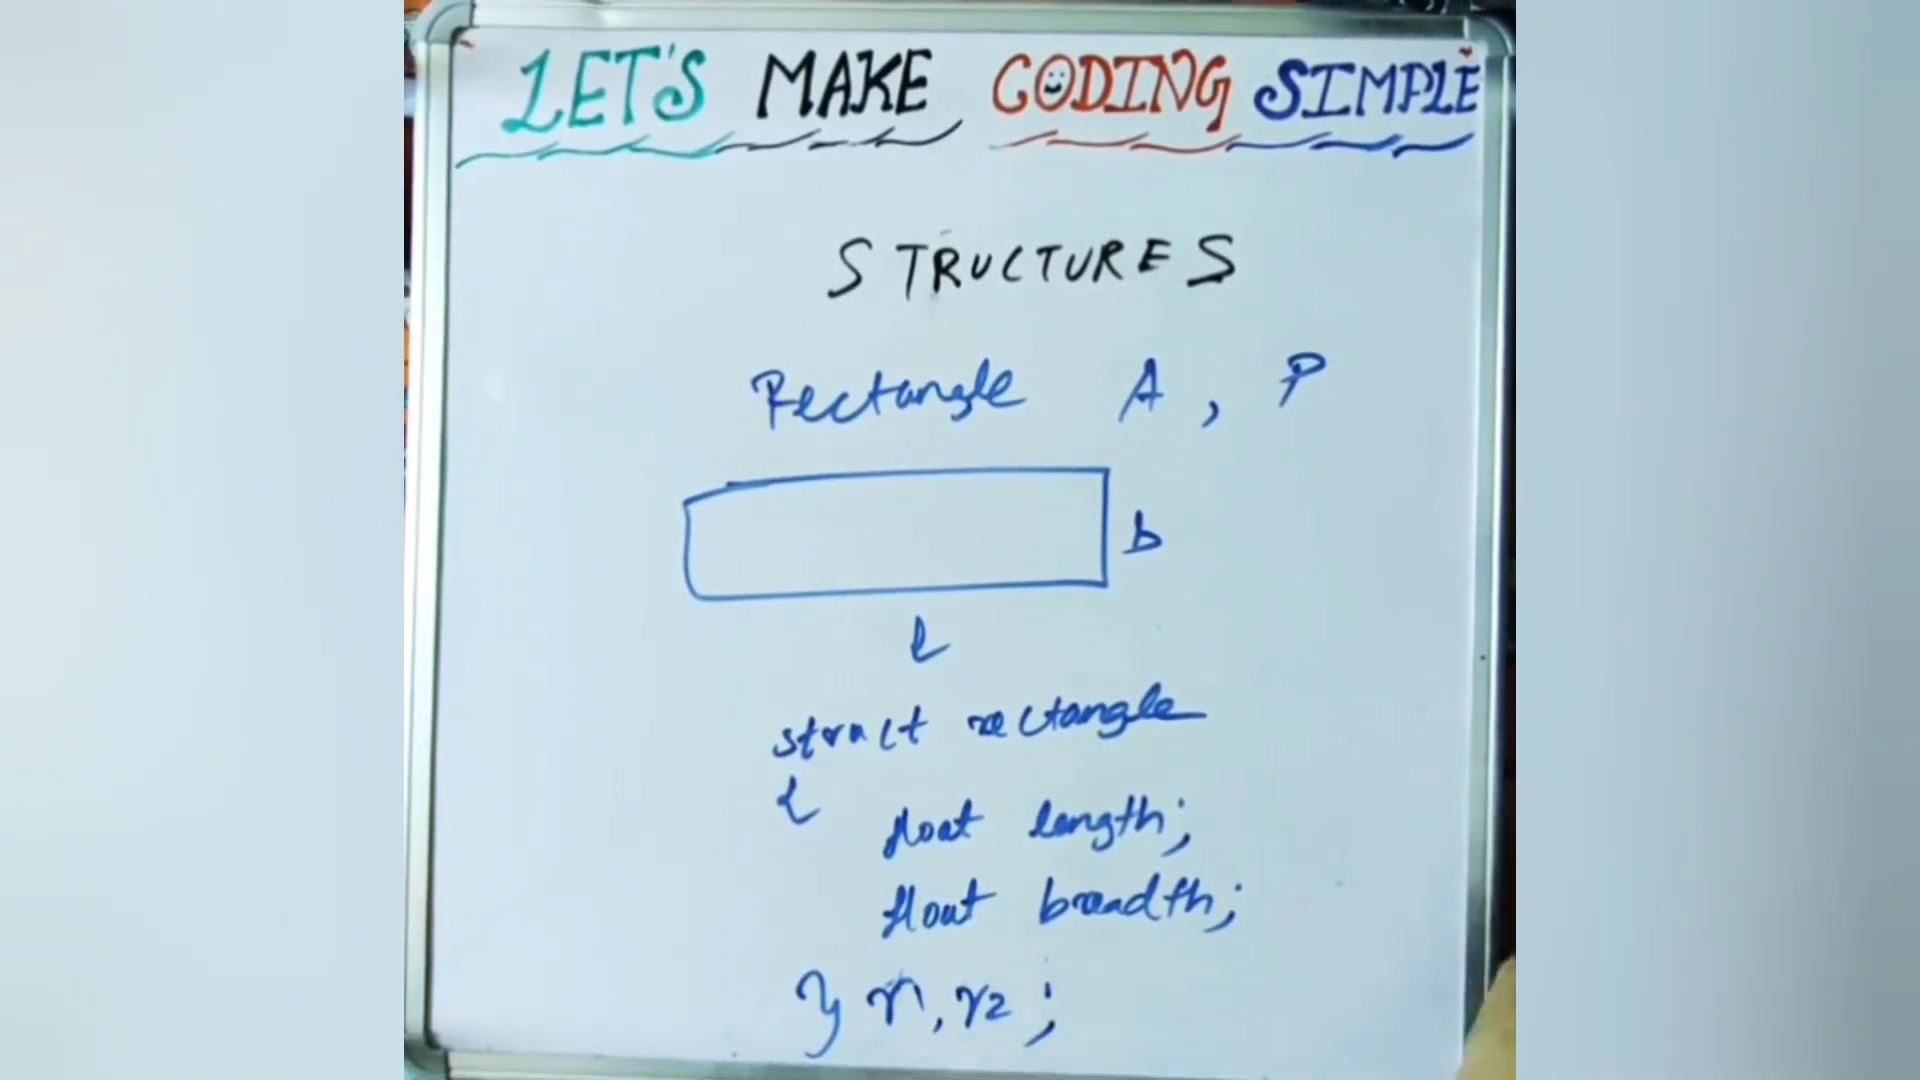 LET'S MAKE CODING SIMPLE
STRUCTURES
Rectangle A, P
b
l
struct rectangle
{
float length;
float breadth;
} r1, r2;